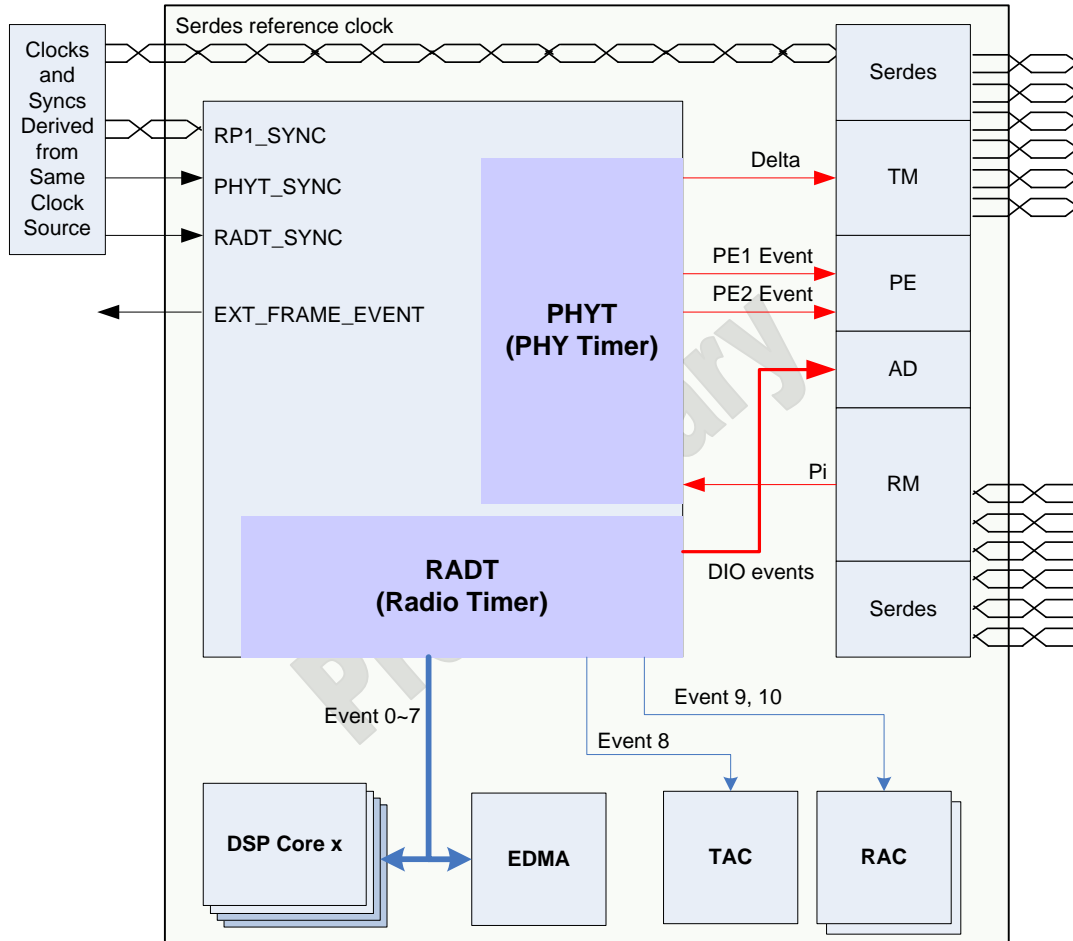 Serdes reference clock
Clocks
and
Syncs
Derived
from
Same
Clock
Source
RP1_SYNC
PHYT_SYNC
RADT_SYNC
EXT_FRAME_EVENT
PHYT
(PHY Timer)
RADT
(Radio Timer)
Delta
PE1 Event
PE2 Event
Pi
DIO events
Serdes
TM
PE
AD
RM
Serdes
Event 0~7
Event 8
Event 9, 10
DSP Core x
EDMA
TAC
RAC